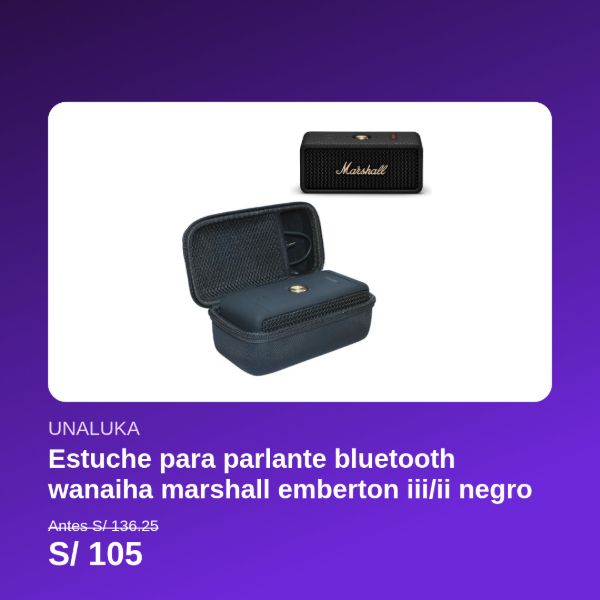 Marshall
UNALUKA
Estuche para parlante bluetooth
wanaiha marshall emberton iii/ii negro
Antes S/ 136.25
S/ 105